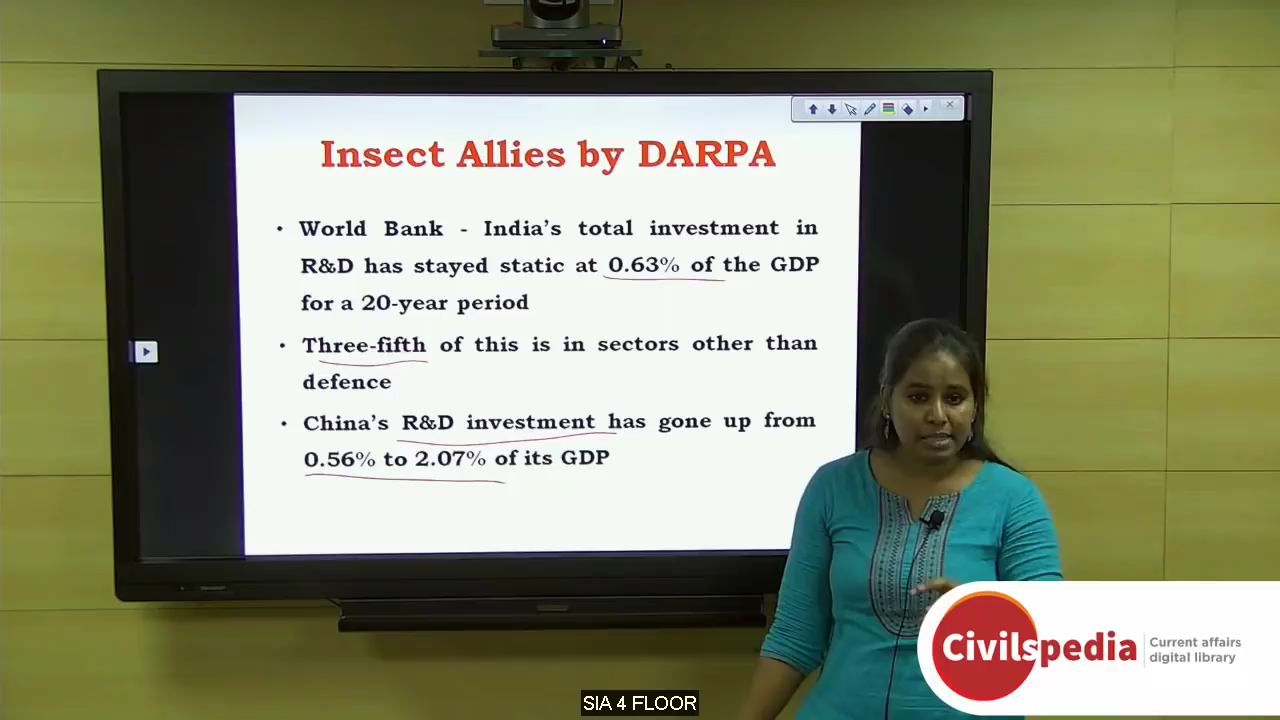 Insect Allies by DARPA
• World Bank - India's total investment in
R&D has stayed static at 0.63% of the GDP
for a 20-year period
• Three-fifth of this is in sectors other than
defence
• China's R&D investment has gone up from
0.56% to 2.07% of its GDP
Civilspedia
Current affairs
digital library
SIA 4 FLOOR